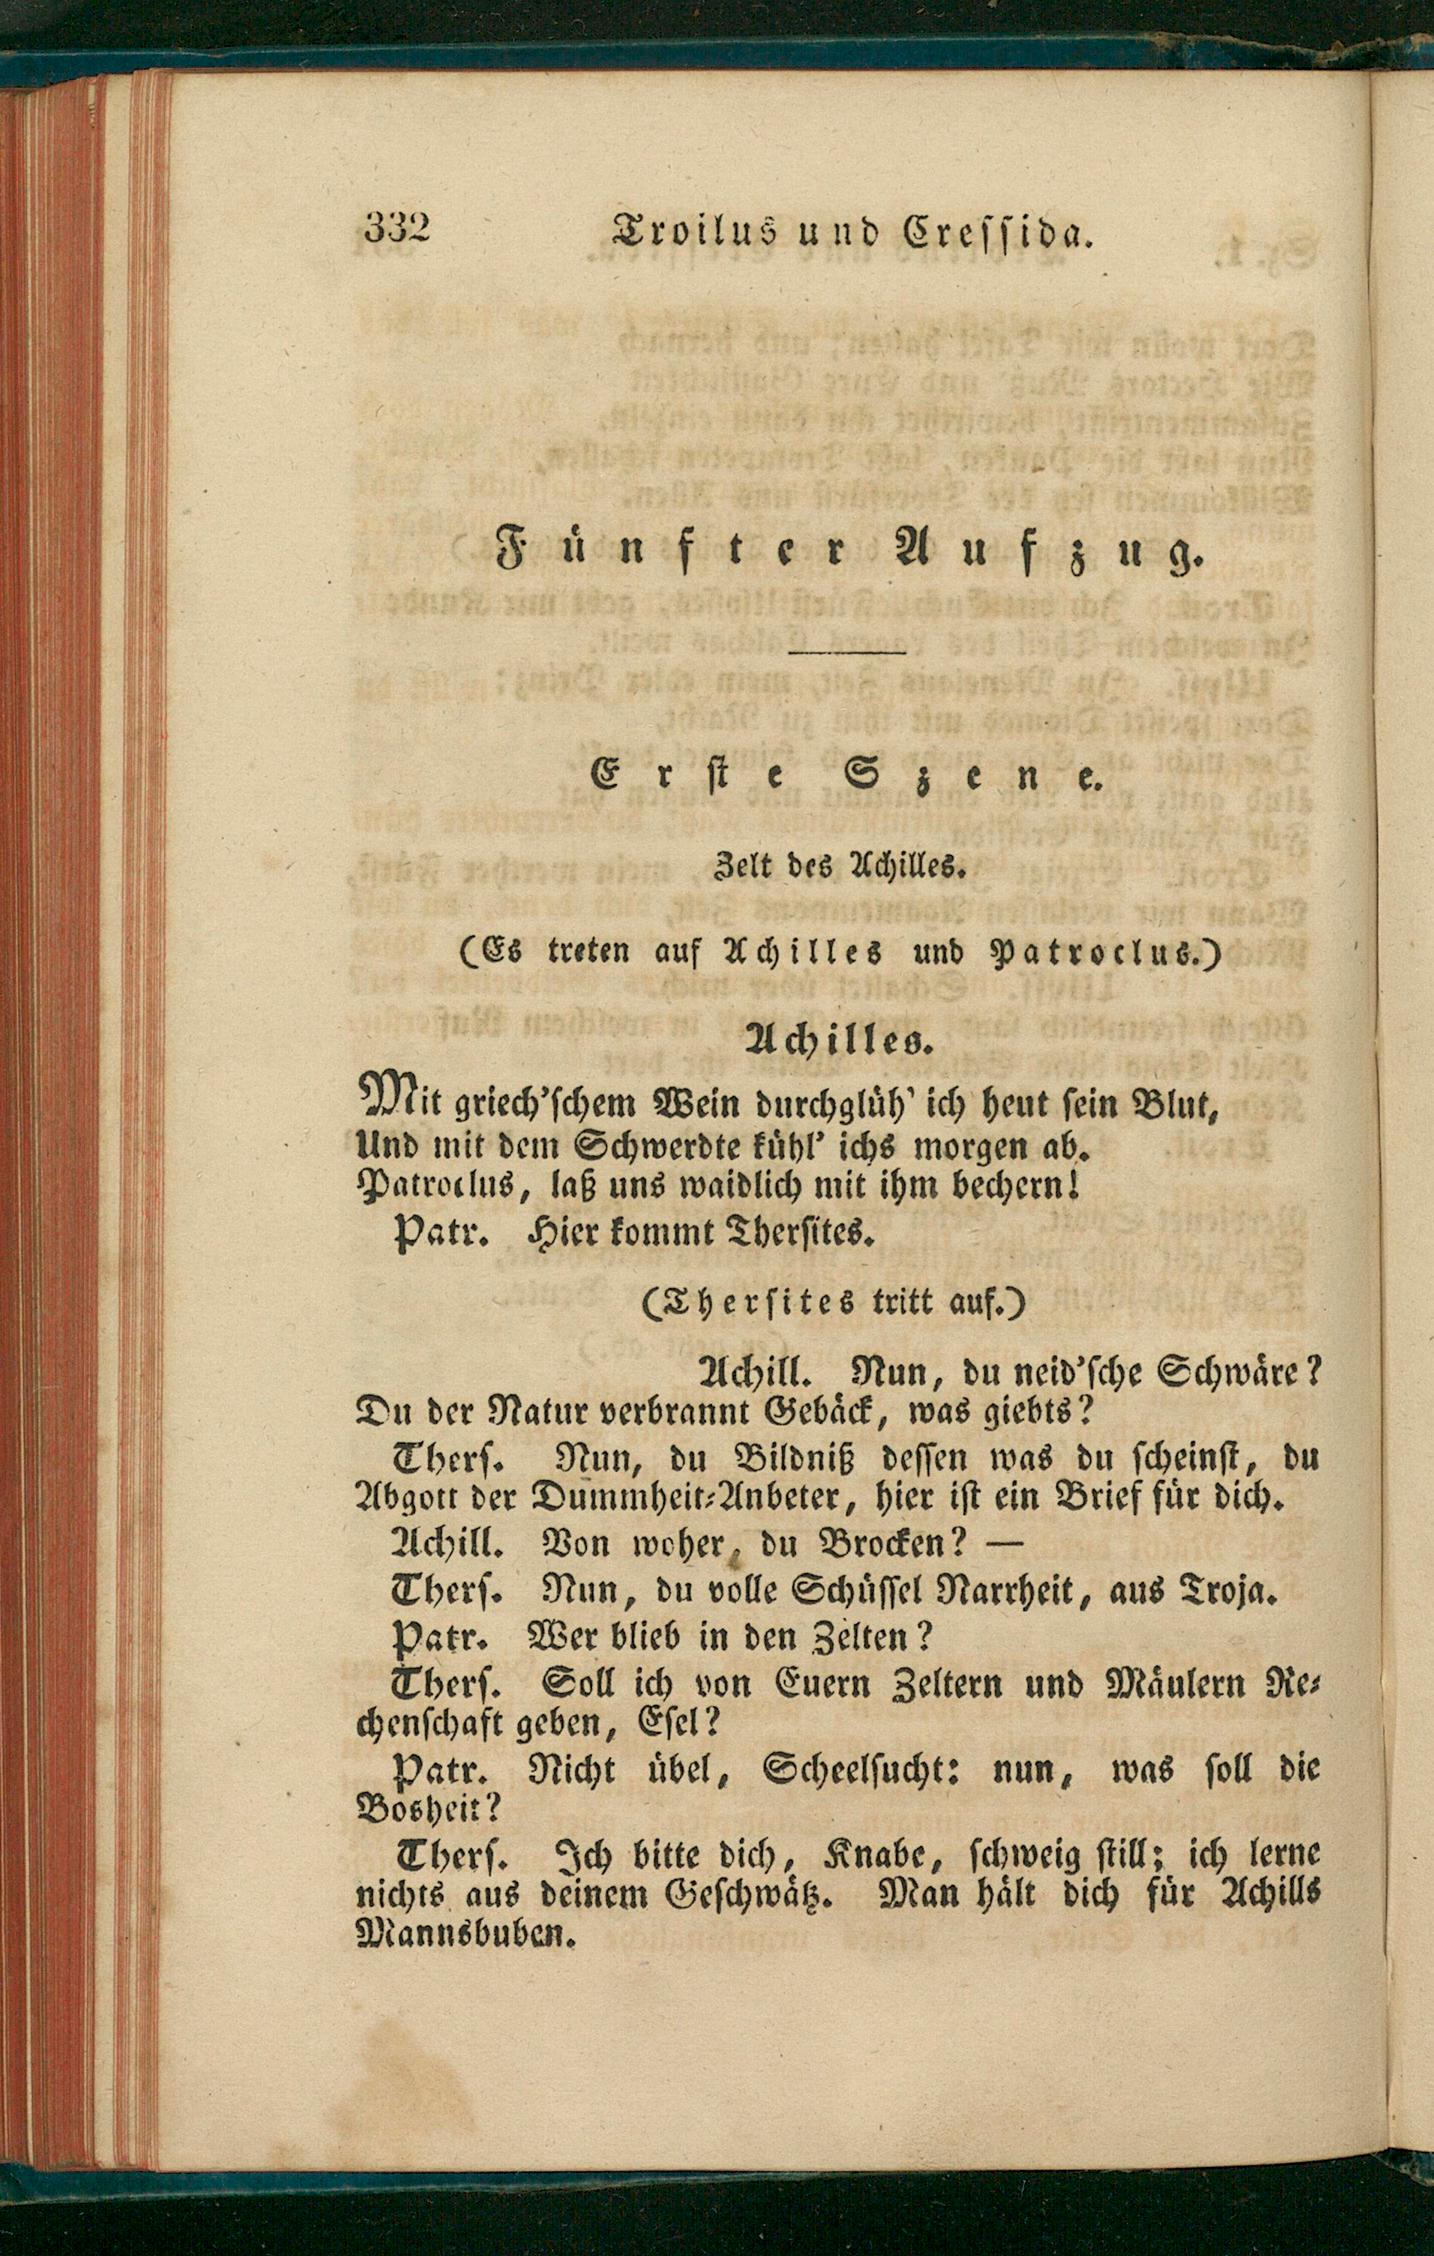 332 Troilus und Cressida.
Fünfter Aufzug.
Erste Szene.
Zelt des Achilles.
(Es treten auf Achilles und Patroclus.)
Achilles.
Mit griech'schem Wein durchglüh' ich heut sein Blut,
Und mit dem Schwerdte kühl' ichs morgen ab.
Patroclus, laß uns waidlich mit ihm bechern!
Patr. Hier kommt Thersites.
(Thersites tritt auf.)
Achill. Nun, du neid'sche Schwäre?
Du der Natur verbrannt Gebäck, was giebts?
Thers. Nun, du Bildniß dessen was du scheinst, du
Abgott der Dummheit-Anbeter, hier ist ein Brief für dich.
Achill. Von woher, du Brocken? —
Thers. Nun, du volle Schüssel Narrheit, aus Troja.
Patr. Wer blieb in den Zelten?
Thers. Soll ich von Euern Zeltern und Mäulern Re-
chenschaft geben, Esel?
Patr. Nicht übel, Scheelsucht: nun, was soll die
Bosheit?
Thers. Ich bitte dich, Knabe, schweig still; ich lerne
nichts aus deinem Geschwätz. Man hält dich für Achills
Mannsbuben.